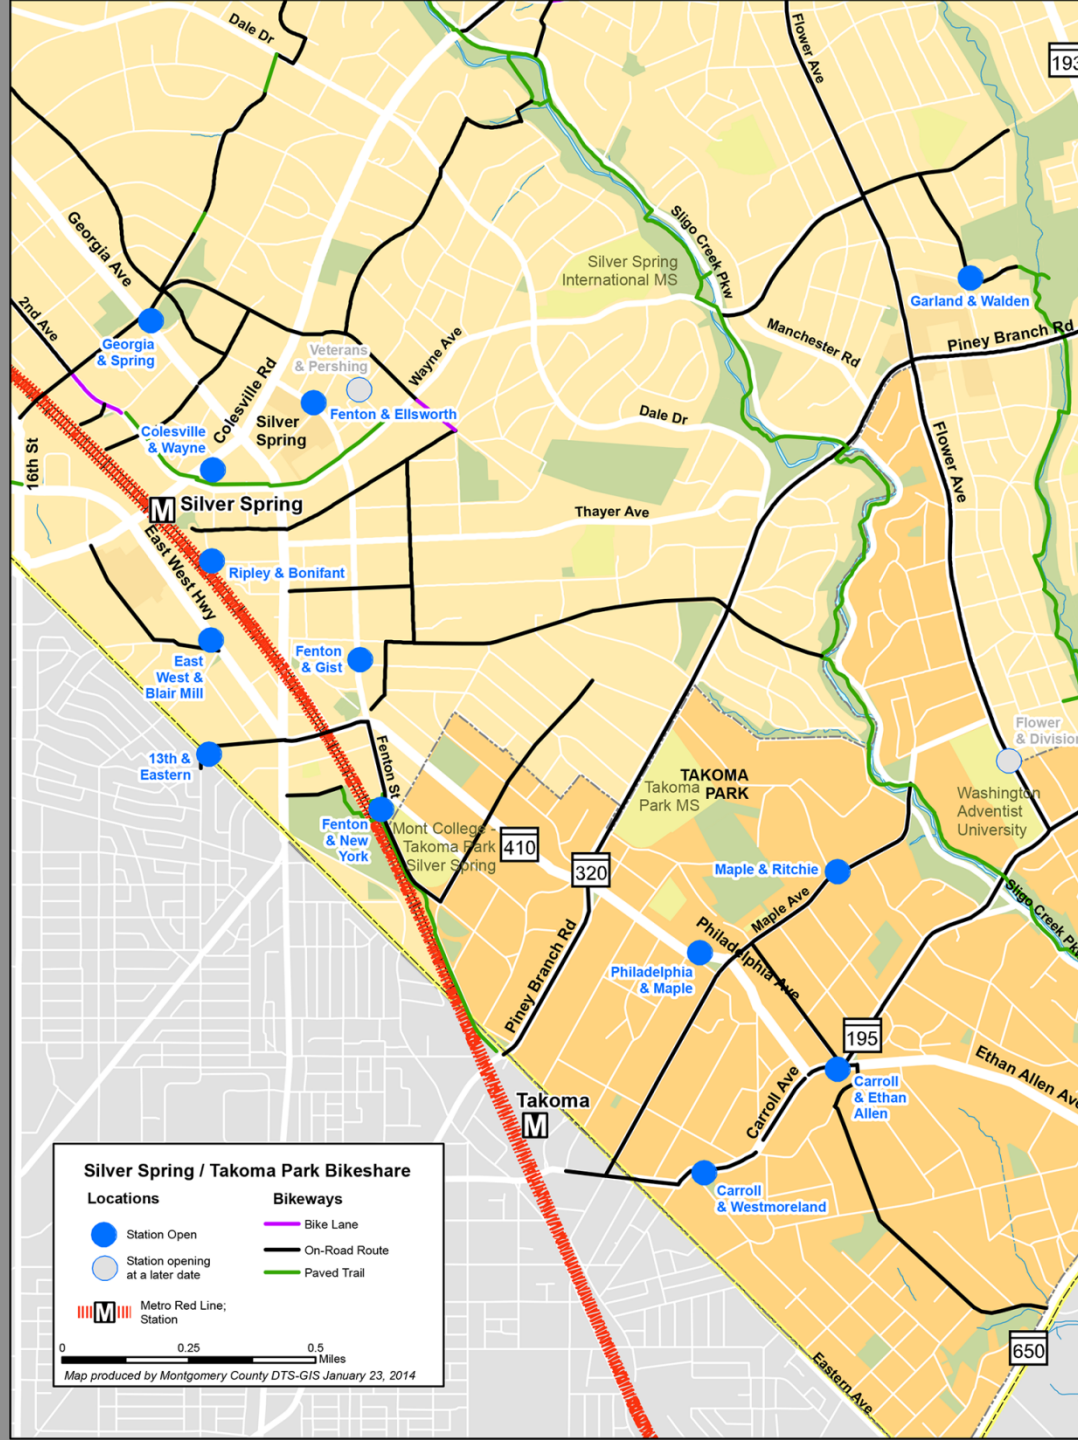 Dale Dr
Flower Ave
193
Georgia Ave
Sligo Creek Pkw
Silver Spring
International MS
Garland & Walden
2nd Ave
Georgia
& Spring
Veterans
& Pershing
Wayne Ave
Manchester Rd
Piney Branch Rd
Colesville Rd
Fenton & Ellsworth
Silver
Spring
Dale Dr
Colesville
& Wayne
16th St
Flower Ave
M
Silver Spring
Thayer Ave
East West Hwy
Ripley & Bonifant
East
West &
Blair Mill
Fenton
& Gist
13th &
Eastern
Fenton St
Flower
& Division
TAKOMA
PARK
Takoma
Park MS
Washington
Adventist
University
Fenton
& New
York
Mont College -
Takoma Park
Silver Spring
410
320
Maple & Ritchie
Maple Ave
Sligo Creek Pk
Philadelphia Ave
Philadelphia
& Maple
Piney Branch Rd
195
Ethan Allen Ave
Carroll Ave
Carroll
& Ethan
Allen
Takoma
M
Carroll
& Westmoreland
Eastern Ave
650
Silver Spring / Takoma Park Bikeshare
Locations
Bikeways
Station Open
Bike Lane
Station opening
at a later date
On-Road Route
Paved Trail
M
Metro Red Line;
Station
0 0.25 0.5
Miles
Map produced by Montgomery County DTS-GIS January 23, 2014